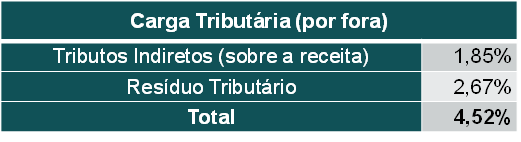 Carga Tributária (por fora)
Tributos Indiretos (sobre a receita) 1,85%
Resíduo Tributário 2,67%
Total 4,52%